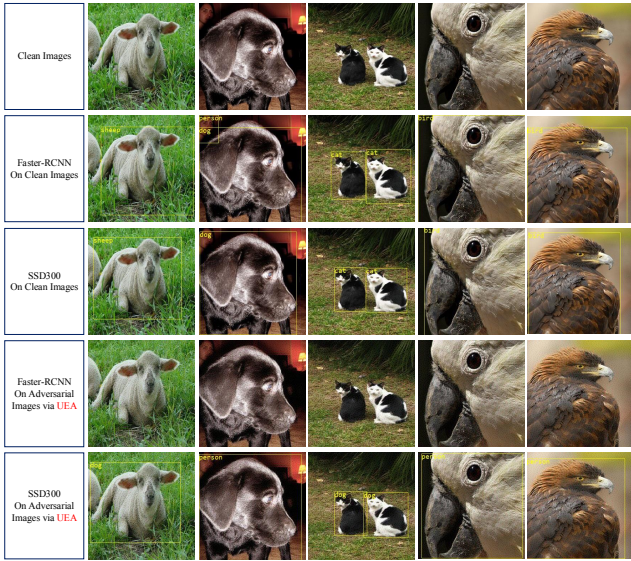 Clean Images
Faster-RCNN
On Clean Images
sheep
person
dog
cat
cat
bird
SSD300
On Clean Images
sheep
dog
cat
cat
bird
Faster-RCNN
On Adversarial
Images via UEA
SSD300
On Adversarial
Images via UEA
dog
person
dog
dog
person